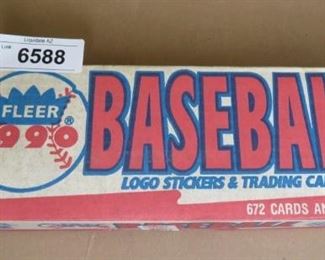 Liquidate AZ
Lot#
6588
FLEER
1990
®
BASEBAL
LOGO STICKERS & TRADING CA
672 CARDS AN